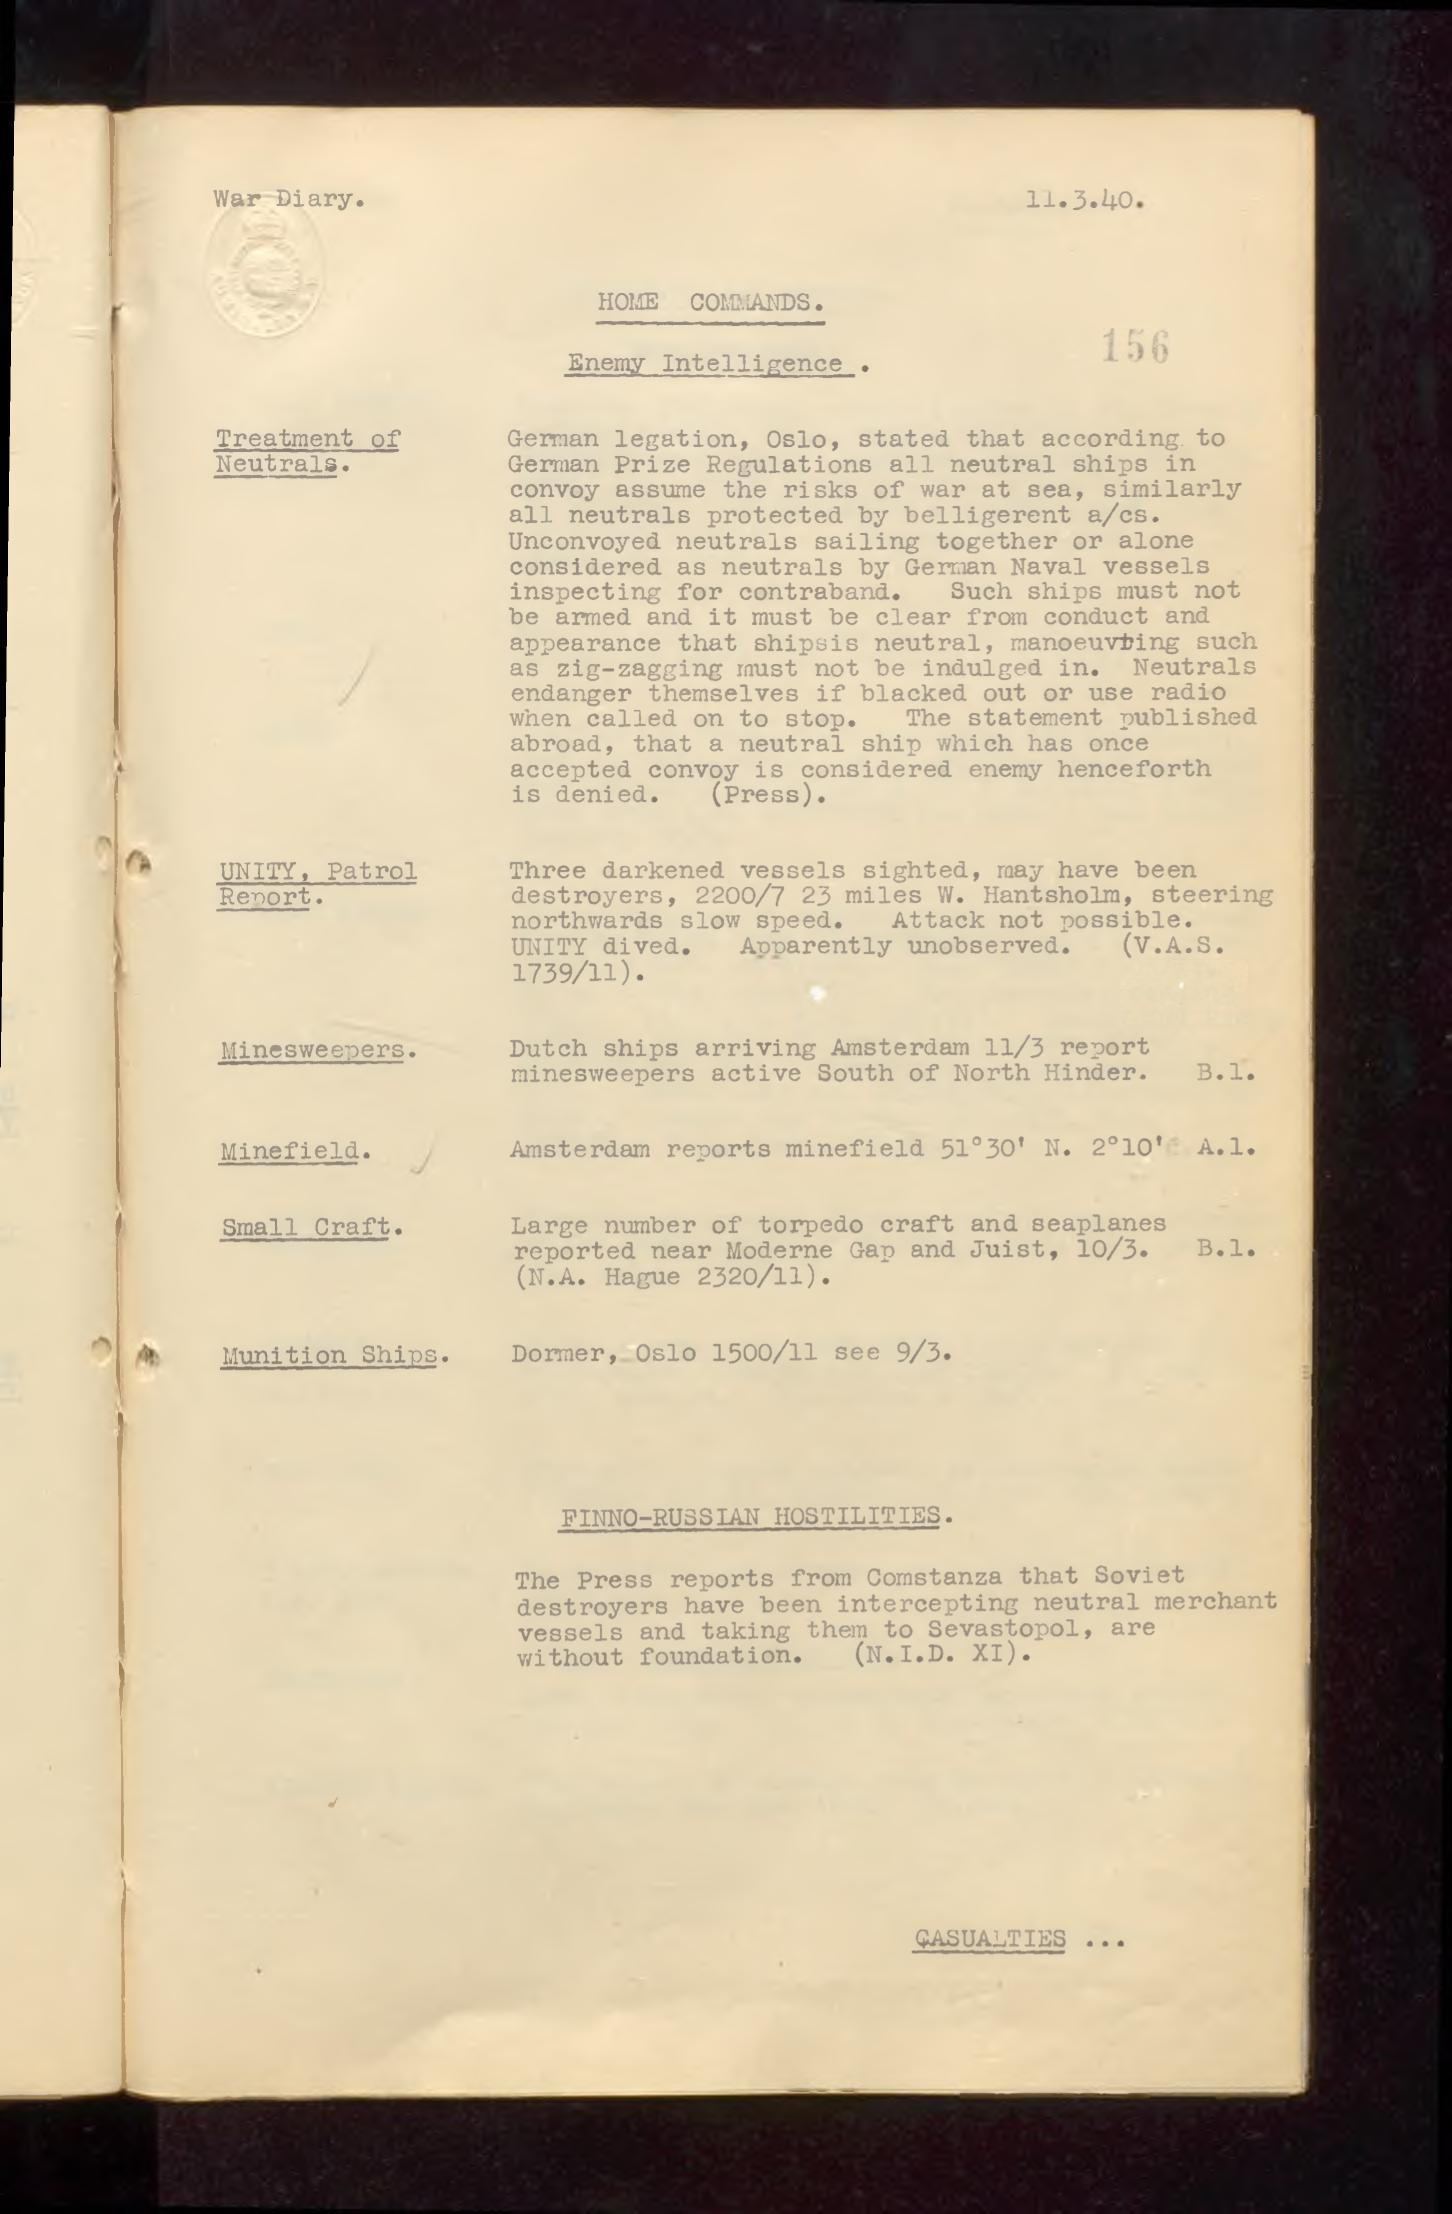 War Diary.
11.3.40.
HOME COMMANDS.
156
Enemy Intelligence .
Treatment of
Neutrals.
German legation, Oslo, stated that according to
German Prize Regulations all neutral ships in
convoy assume the risks of war at sea, similarly
all neutrals protected by belligerent a/cs.
Unconvoyed neutrals sailing together or alone
considered as neutrals by German Naval vessels
inspecting for contraband. Such ships must not
be armed and it must be clear from conduct and
appearance that shipsis neutral, manoeuvring such
as zig-zagging must not be indulged in. Neutrals
endanger themselves if blacked out or use radio
when called on to stop. The statement published
abroad, that a neutral ship which has once
accepted convoy is considered enemy henceforth
is denied. (Press).
UNITY, Patrol
Report.
Three darkened vessels sighted, may have been
destroyers, 2200/7 23 miles W. Hantsholm, steering
northwards slow speed. Attack not possible.
UNITY dived. Apparently unobserved. (V.A.S.
1739/11).
Minesweepers.
Dutch ships arriving Amsterdam 11/3 report
minesweepers active South of North Hinder. B.1.
Minefield.
Amsterdam reports minefield 51°30' N. 2°10' A.1.
Small Craft.
Large number of torpedo craft and seaplanes
reported near Moderne Gap and Juist, 10/3. B.1.
(N.A. Hague 2320/11).
Munition Ships.
Dormer, Oslo 1500/11 see 9/3.
FINNO-RUSSIAN HOSTILITIES.
The Press reports from Comstanza that Soviet
destroyers have been intercepting neutral merchant
vessels and taking them to Sevastopol, are
without foundation. (N.I.D. XI).
CASUALTIES ...